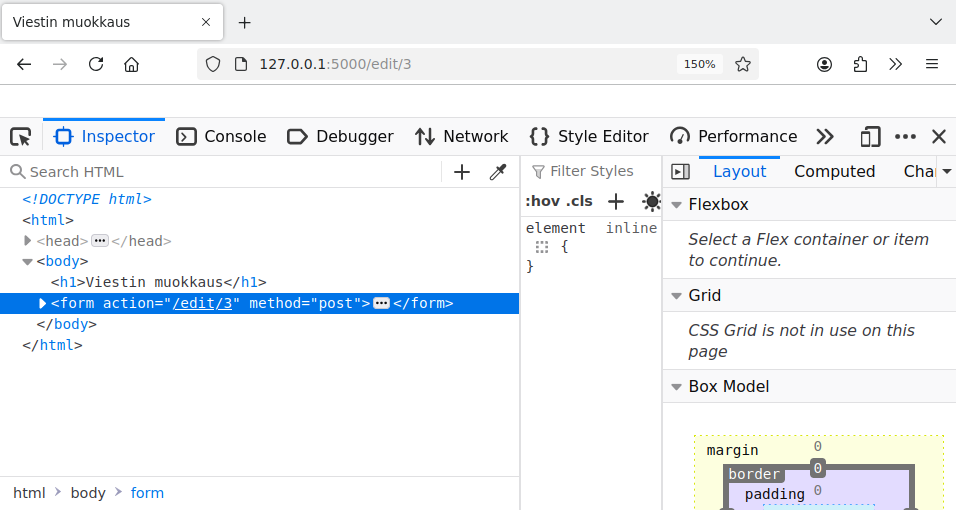 Viestin muokkaus
127.0.0.1:5000/edit/3 150%
Inspector Console Debugger Network Style Editor Performance
Search HTML
Filter Styles
Layout Computed Cha
:hov .cls
<!DOCTYPE html>
<html>
<head> ••• </head>
<body>
<h1>Viestin muokkaus</h1>
<form action="/edit/3" method="post"> ••• </form>
</body>
</html>
html body form
element inline
{
}
Flexbox
Select a Flex container or item
to continue.
Grid
CSS Grid is not in use on this
page
Box Model
margin 0
border 0
padding 0